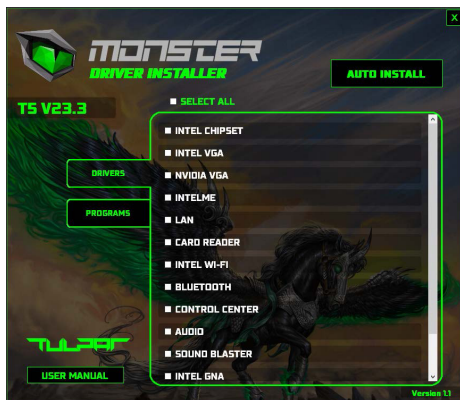 X
MONSTER
DRIVER INSTALLER
AUTO INSTALL
T5 V23.3
SELECT ALL
INTEL CHIPSET
INTEL VGA
NVIDIA VGA
INTELME
LAN
CARD READER
INTEL WI-FI
BLUETOOTH
CONTROL CENTER
AUDIO
SOUND BLASTER
INTEL GNA
DRIVERS
PROGRAMS
TULPAR
USER MANUAL
Version 1.1